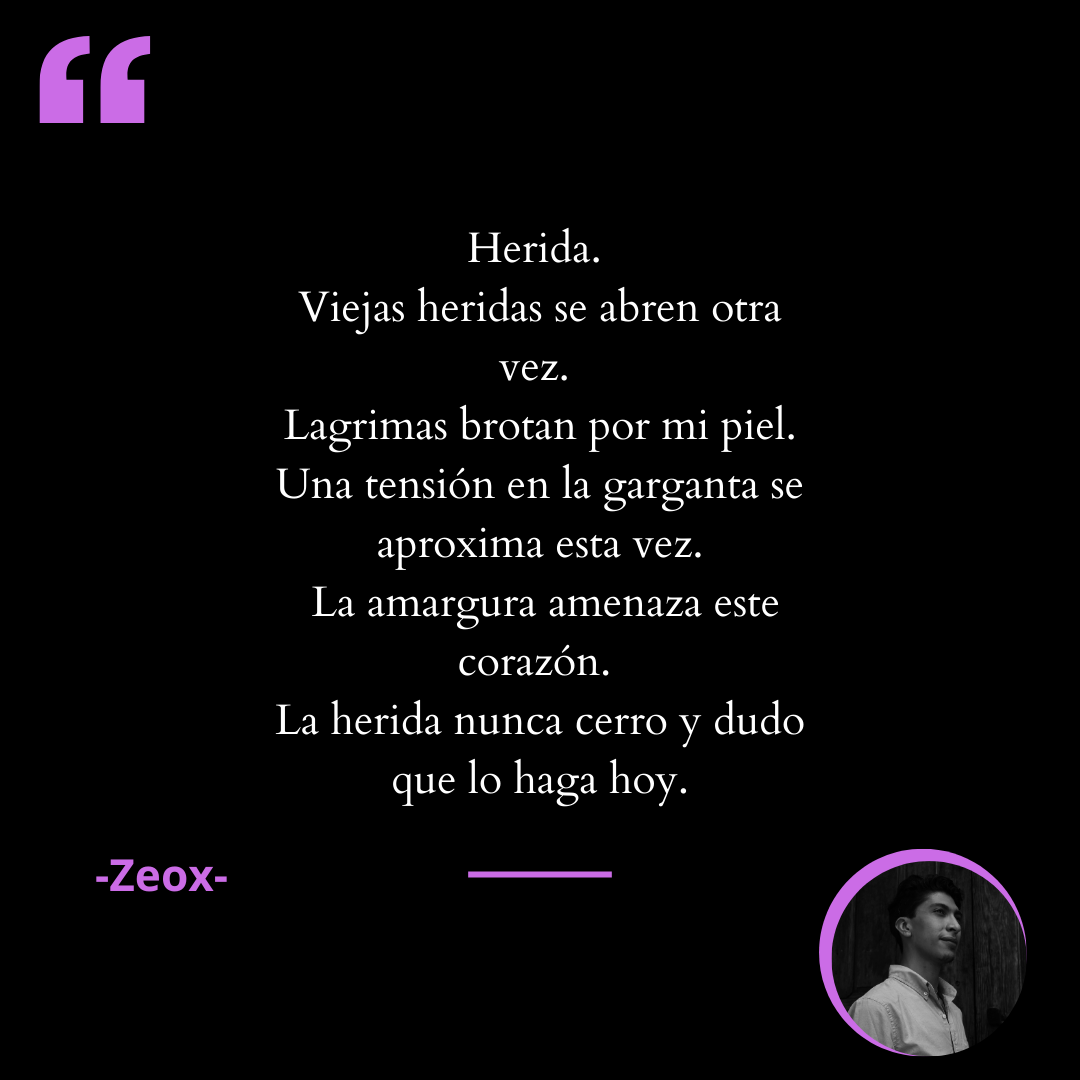 Herida.
Viejas heridas se abren otra
vez.
Lagrimas brotan por mi piel.
Una tensión en la garganta se
aproxima esta vez.
La amargura amenaza este
corazón.
La herida nunca cerro y dudo
que lo haga hoy.
-Zeox-